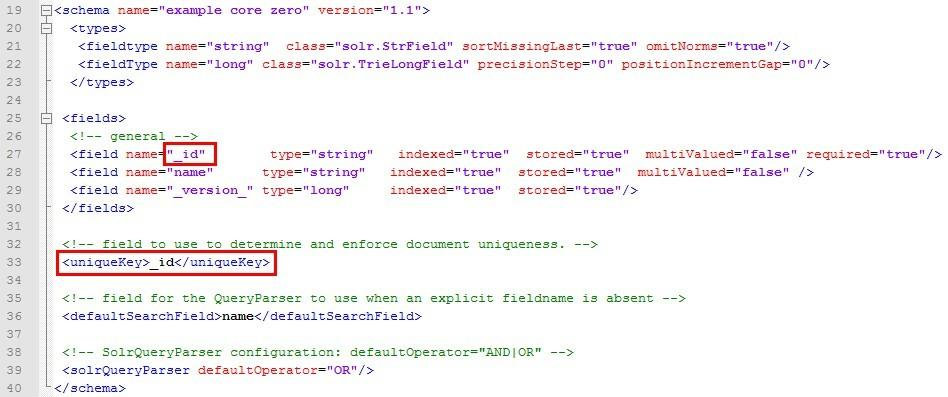 19 <schema name="example core zero" version="1.1">
20 <types>
21 <fieldtype name="string"  class="solr.StrField" sortMissingLast="true" omitNorms="true"/>
22 <fieldType name="long" class="solr.TrieLongField" precisionStep="0" positionIncrementGap="0"/>
23 </types>
24
25 <fields>
26 <!-- general -->
27 <field name="_id"        type="string"   indexed="true"  stored="true"  multiValued="false" required="true"/>
28 <field name="name"      type="string"   indexed="true"  stored="true"  multiValued="false" />
29 <field name="_version_" type="long"     indexed="true"  stored="true"/>
30 </fields>
31
32 <!-- field to use to determine and enforce document uniqueness. -->
33 <uniqueKey>_id</uniqueKey>
34
35 <!-- field for the QueryParser to use when an explicit fieldname is absent -->
36 <defaultSearchField>name</defaultSearchField>
37
38 <!-- SolrQueryParser configuration: defaultOperator="AND|OR" -->
39 <solrQueryParser defaultOperator="OR"/>
40 </schema>